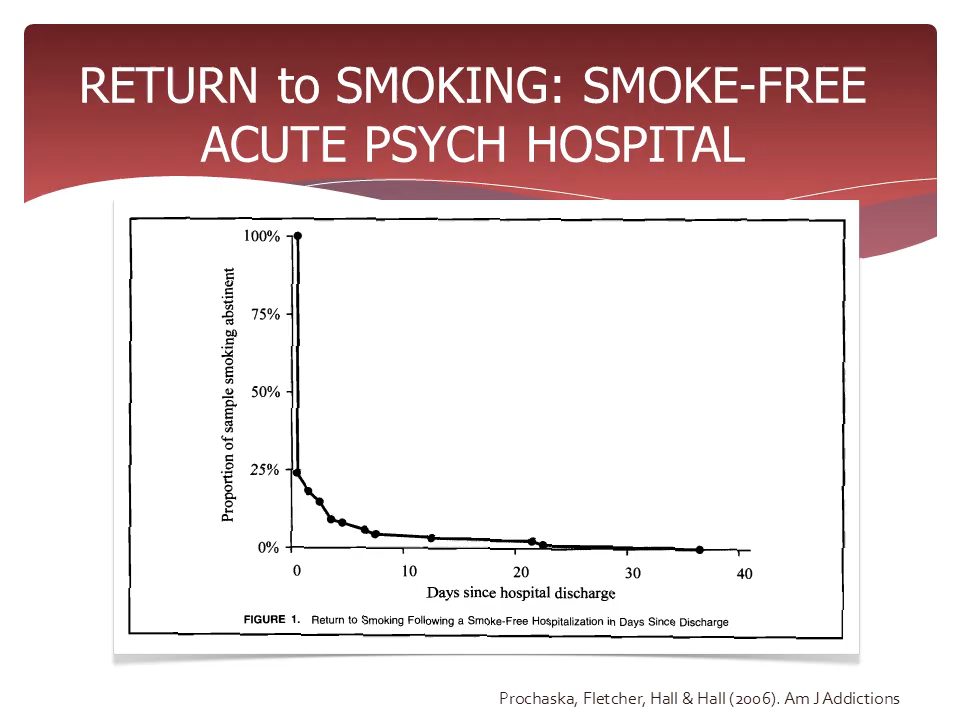 RETURN to SMOKING: SMOKE-FREE
ACUTE PSYCH HOSPITAL
100%
75%
50%
25%
0%
Proportion of sample smoking abstinent
0 10 20 30 40
Days since hospital discharge
FIGURE 1. Return to Smoking Following a Smoke-Free Hospitalization in Days Since Discharge
Prochaska, Fletcher, Hall & Hall (2006). Am J Addictions